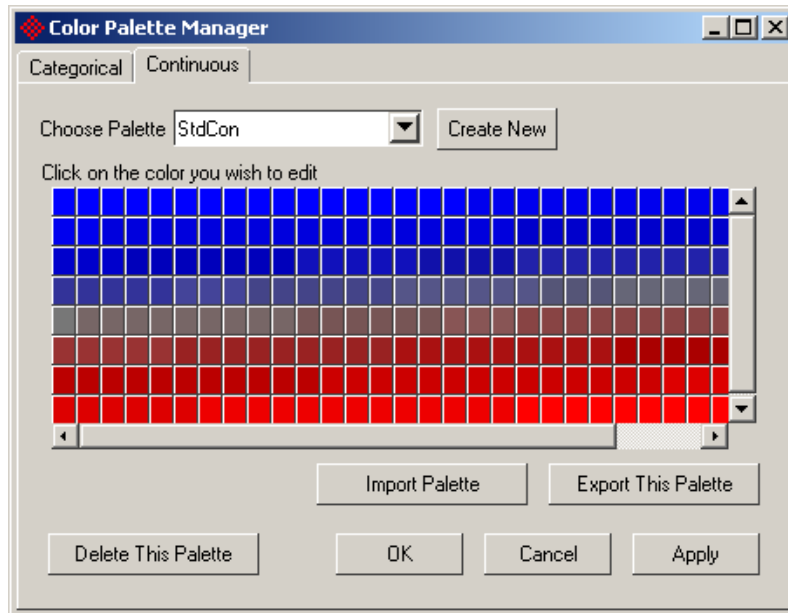 Color Palette Manager
Categorical Continuous
Choose Palette StdCon Create New
Click on the color you wish to edit
Import Palette Export This Palette
Delete This Palette OK Cancel Apply